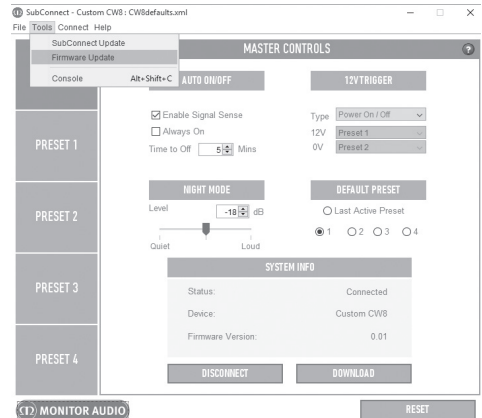 SubConnect - Custom CW8 : CW8defaults.xml
File Tools Connect Help
SubConnect Update
Firmware Update
Console Alt+Shift+C
MASTER CONTROLS
?
AUTO ON/OFF
12V TRIGGER
Enable Signal Sense
Always On
Time to Off 5 Mins
Type Power On / Off
12V Preset 1
0V Preset 2
NIGHT MODE
DEFAULT PRESET
Level -18 dB
Quiet Loud
Last Active Preset
1 2 3 4
SYSTEM INFO
Status: Connected
Device: Custom CW8
Firmware Version: 0.01
DISCONNECT
DOWNLOAD
PRESET 1
PRESET 2
PRESET 3
PRESET 4
MONITOR AUDIO
RESET